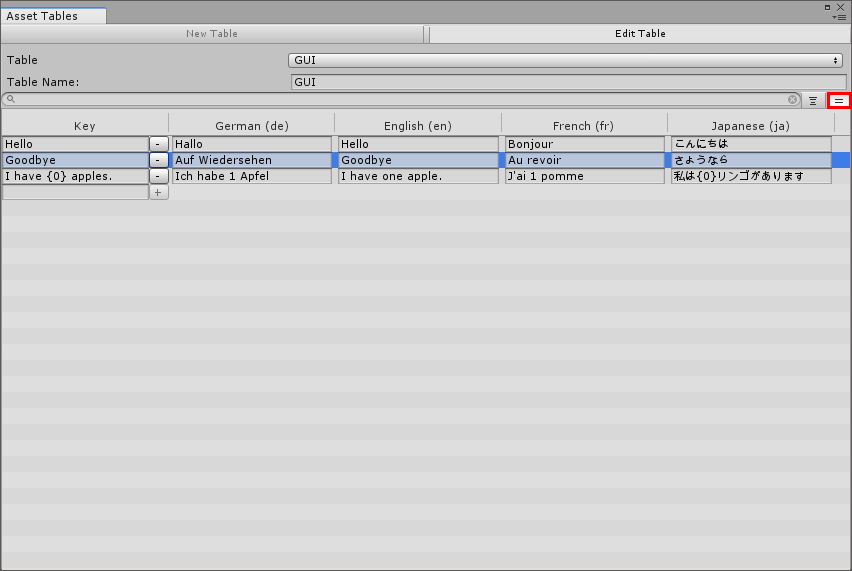 Asset Tables
New Table Edit Table
Table GUI
Table Name: GUI
Key German (de) English (en) French (fr) Japanese (ja)
Hello - Hallo Hello Bonjour こんにちは
Goodbye - Auf Wiedersehen Goodbye Au revoir さようなら
I have {0} apples. - Ich habe 1 Apfel I have one apple. J'ai 1 pomme 私は{0}リンゴがあります
+